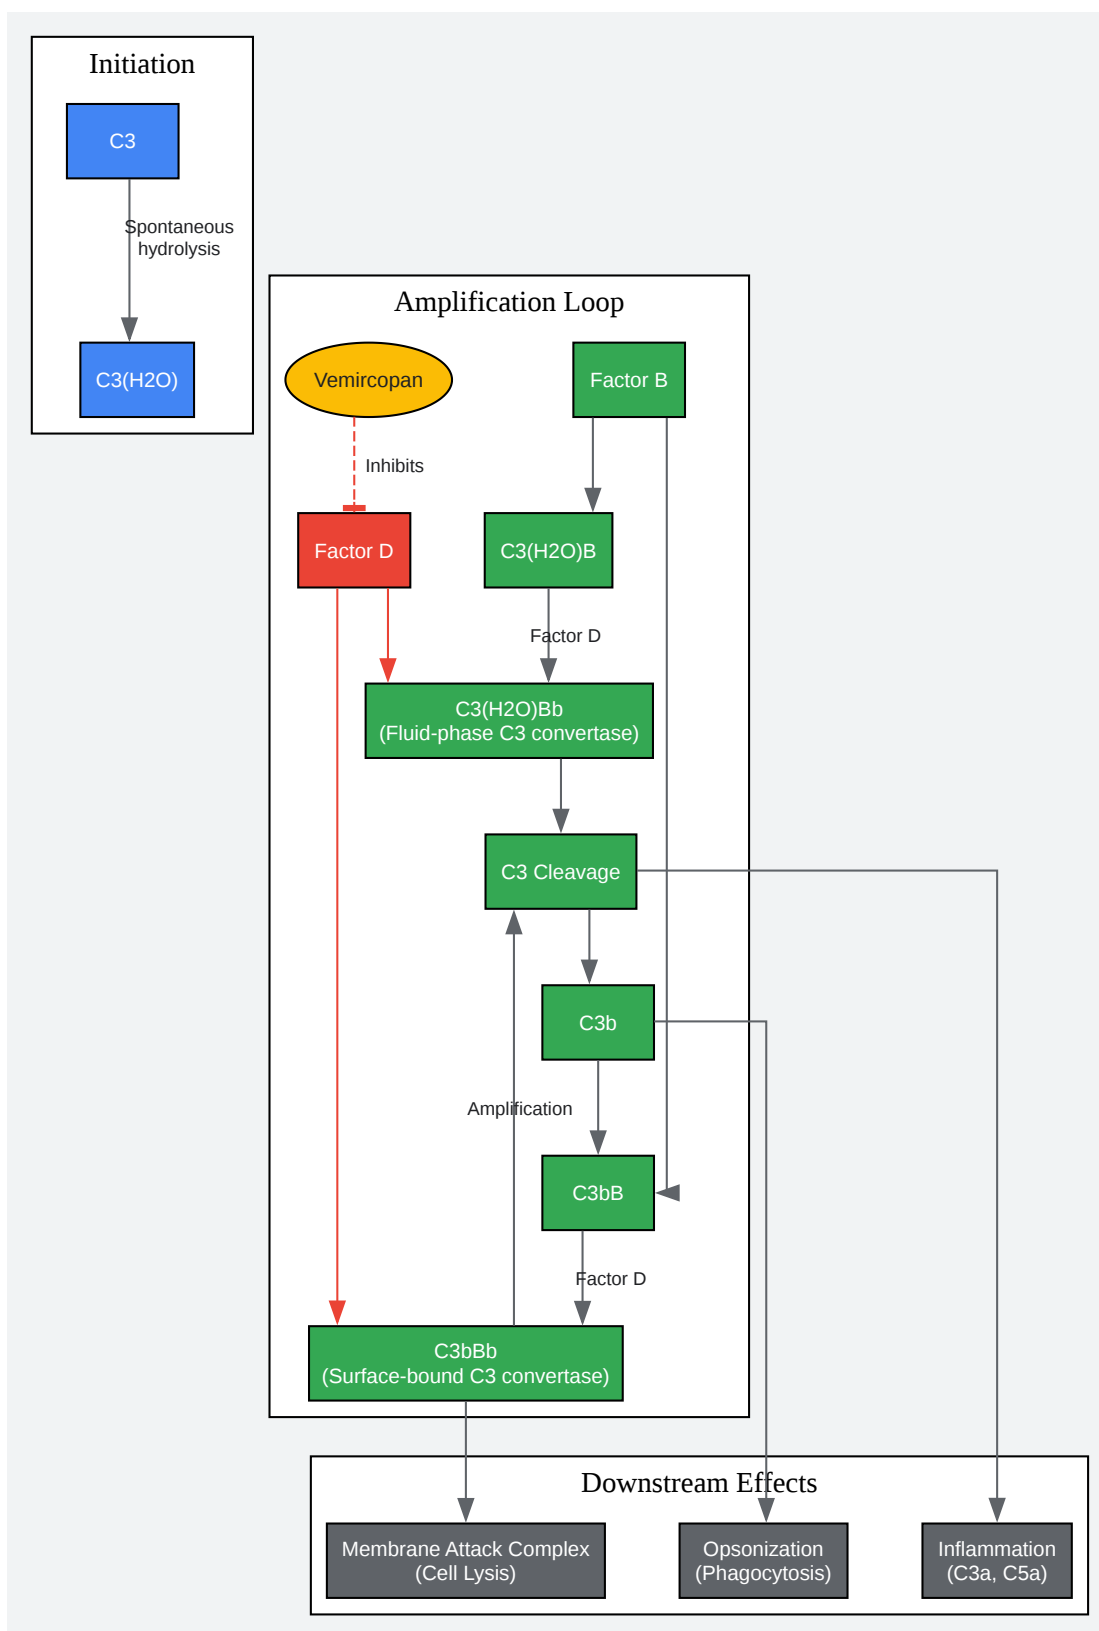 Initiation
C3
Spontaneous
hydrolysis
C3(H2O)
Amplification Loop
Vemircopan
Factor B
Inhibits
Factor D
C3(H2O)B
Factor D
C3(H2O)Bb
(Fluid-phase C3 convertase)
C3 Cleavage
C3b
Amplification
C3bB
Factor D
C3bBb
(Surface-bound C3 convertase)
Downstream Effects
Membrane Attack Complex
(Cell Lysis)
Opsonization
(Phagocytosis)
Inflammation
(C3a, C5a)